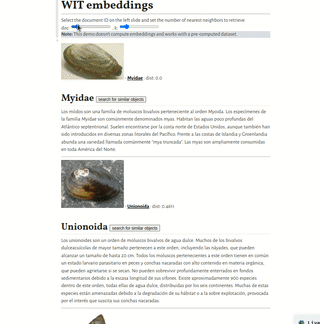 WIT embeddings
Select the document ID on the left slide and set the number of nearest neighbors to retrieve
doc: k:
Note: This demo doesn't compute embeddings and works with a pre-computed dataset.
Myidae : dist: 0.0
Myidae search for similar objects
Los míidos son una familia de moluscos bivalvos perteneciente al orden Myoida. Los especímenes de
la familia Myidae son comúnmente denominados myas. Habitan las aguas poco profundas del
Atlántico septentrional. Suelen encontrarse por la costa norte de Estados Unidos, aunque también han
sido introducidos en diversas zonas litorales del Pacífico. Frente a las costas de Islandia y Groenlandia
abunda una variedad llamada comúnmente "mya truncata". Las myas son ampliamente consumidas
en toda América del Norte.
Unionoida : dist:
Unionoida search for similar objects
Los unionoides son un orden de moluscos bivalvos de agua dulce. Muchos de los bivalvos
dulceacuícolas de mayor tamaño pertenecen a este orden, incluyendo las náyades, que pueden
alcanzar un tamaño de hasta 20 cm. Todos los moluscos pertenecientes a este orden tienen en común
un estado larvario parasitario en peces y conchas nacaradas con alto contenido en materia orgánica,
que pueden agrietarse si se secan. No pueden sobrevivir profundamente enterrados en fondos
sedimentarios debido a la escasa longitud de sus sifones. Existe aproximadamente 900 especies
dentro de este orden, todas ellas de agua dulce, distribuidas por los seis continentes. Muchas de estas
especies están amenazadas debido a la degradación de su hábitat o a la sobre explotación, provocada
por el interés que suscita sus conchas nacaradas.
Live